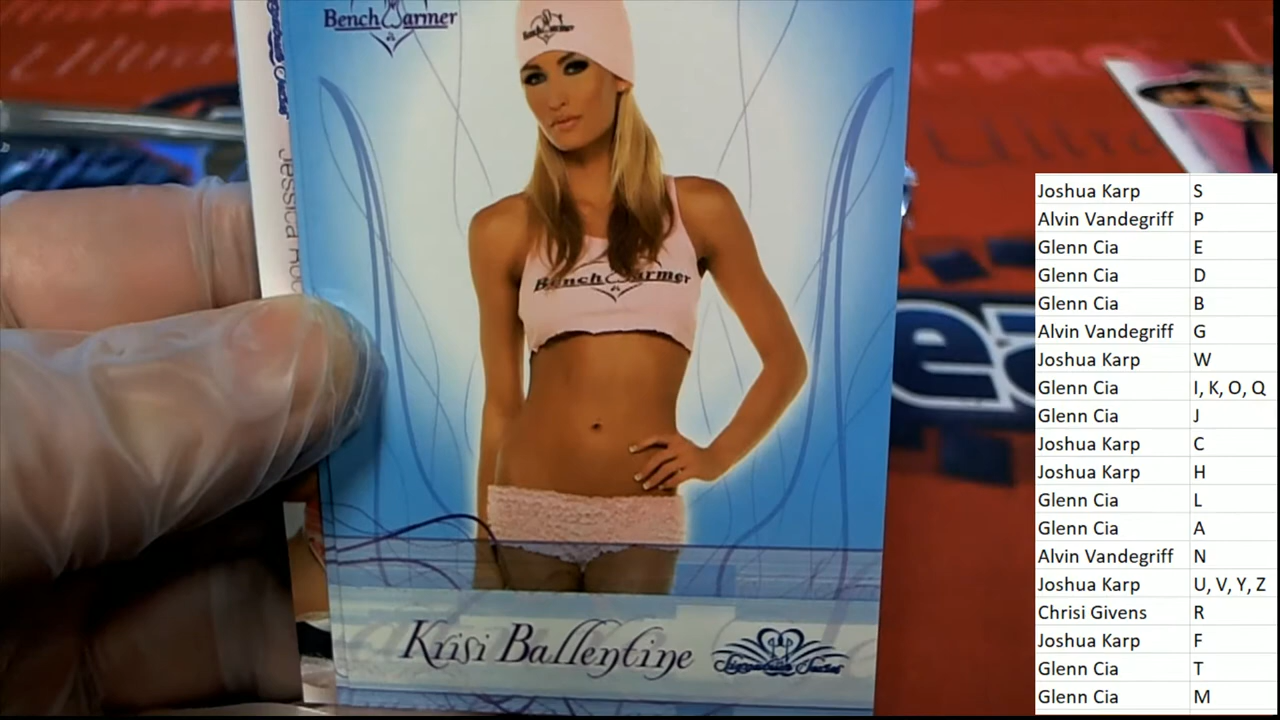 BenchWarmer
Jessica
BenchWarmer
Krisi Ballentine
Signature Series
Ultra
Joshua Karp S
Alvin Vandegriff P
Glenn Cia E
Glenn Cia D
Glenn Cia B
Alvin Vandegriff G
Joshua Karp W
Glenn Cia I, K, O, Q
Glenn Cia J
Joshua Karp C
Joshua Karp H
Glenn Cia L
Glenn Cia A
Alvin Vandegriff N
Joshua Karp U, V, Y, Z
Chrisi Givens R
Joshua Karp F
Glenn Cia T
Glenn Cia M